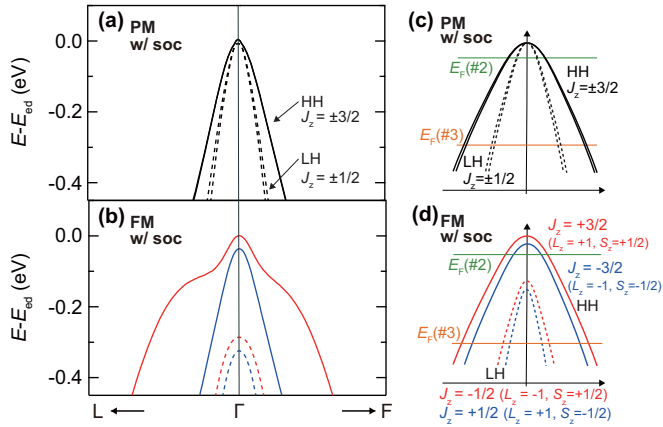 (a) PM
w/ soc
0.0
-0.2
-0.4
E-E_ed (eV)
HH
J_z = ±3/2
LH
J_z = ±1/2
(b) FM
w/ soc
0.0
-0.2
-0.4
E-E_ed (eV)
L
Γ
F
(c)
PM
w/ soc
E_F(#2)
HH
J_z=±3/2
E_F(#3)
LH
J_z=±1/2
(d) FM
w/ soc
J_z = +3/2
(L_z = +1, S_z=+1/2)
E_F(#2)
J_z = -3/2
(L_z = -1, S_z=-1/2)
HH
E_F(#3)
LH
J_z = -1/2 (L_z = -1, S_z=+1/2)
J_z = +1/2 (L_z = +1, S_z=-1/2)